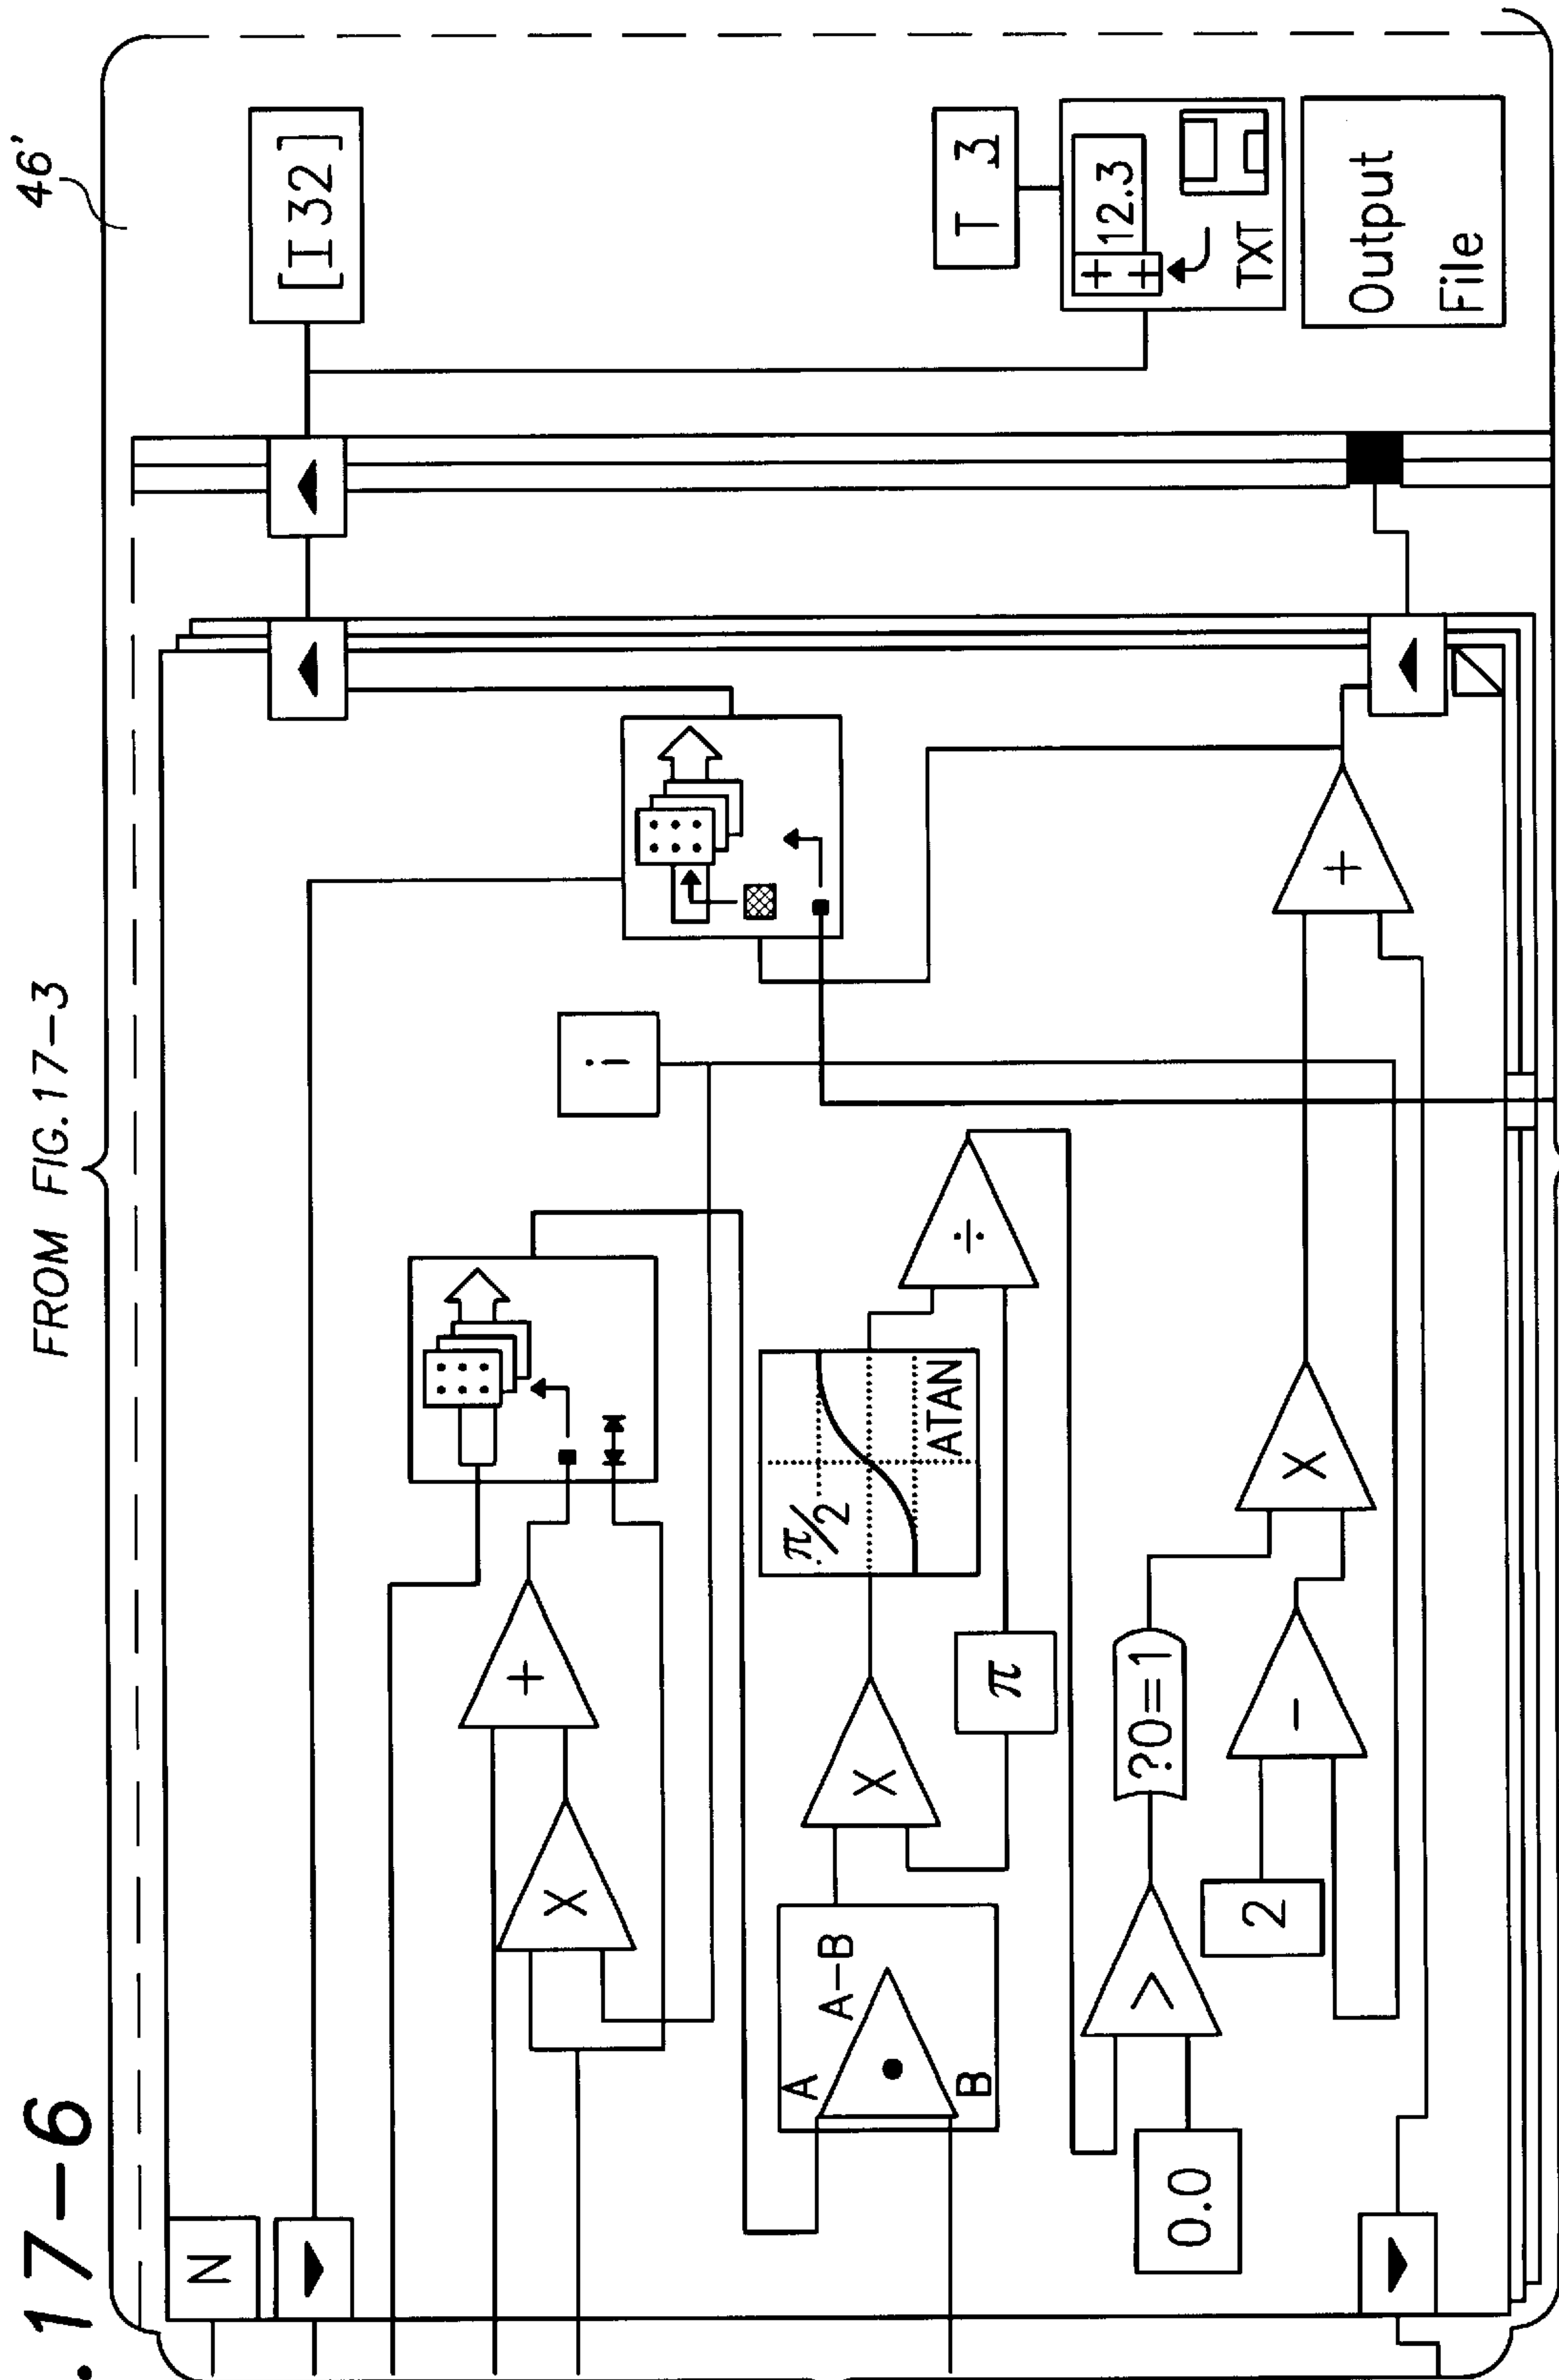 .17-6
FROM FIG.17-3
46'
N
[I32]
+
X
i
A
A-B
B
X
π/2
ATAN
π
÷
T 3
12.3
TXT
Output
File
0.0
>
?0=1
2
-
X
+